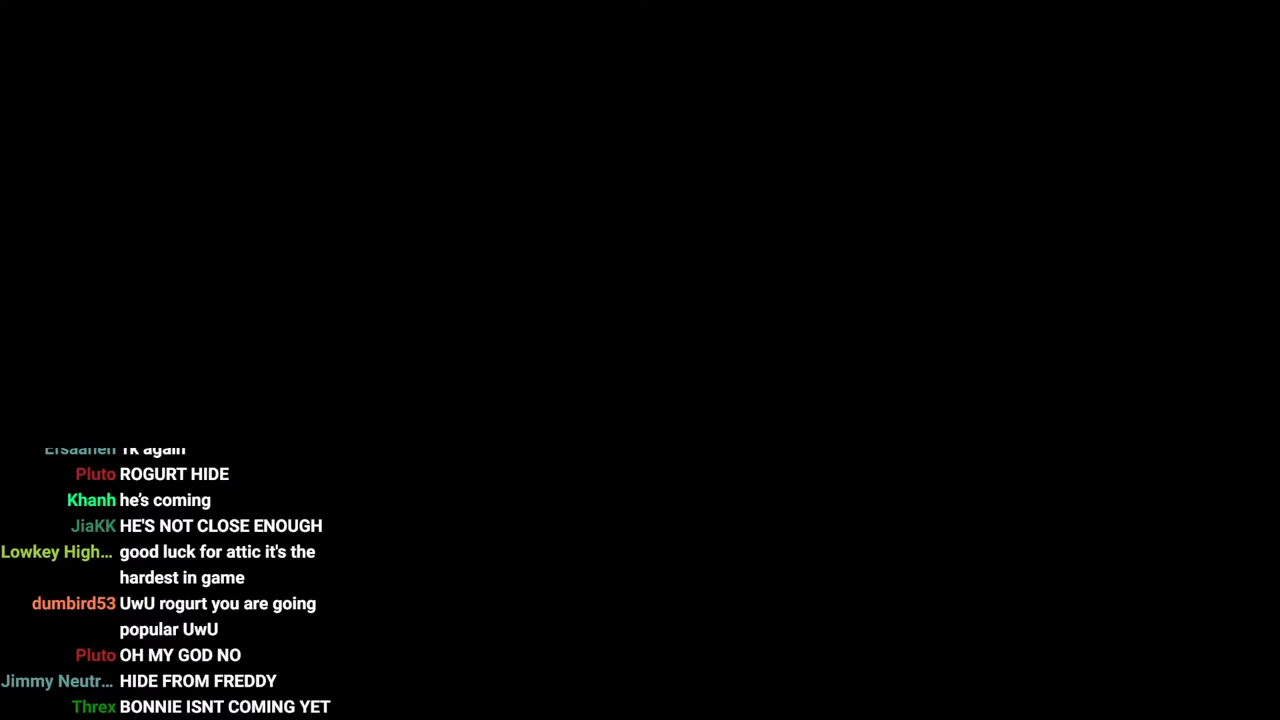 again
Pluto ROGURT HIDE
Khanh he's coming
JiaKK HE'S NOT CLOSE ENOUGH
Lowkey High... good luck for attic it's the
hardest in game
dumbird53 UwU rogurt you are going
popular UwU
Pluto OH MY GOD NO
Jimmy Neutr... HIDE FROM FREDDY
Threx BONNIE ISNT COMING YET